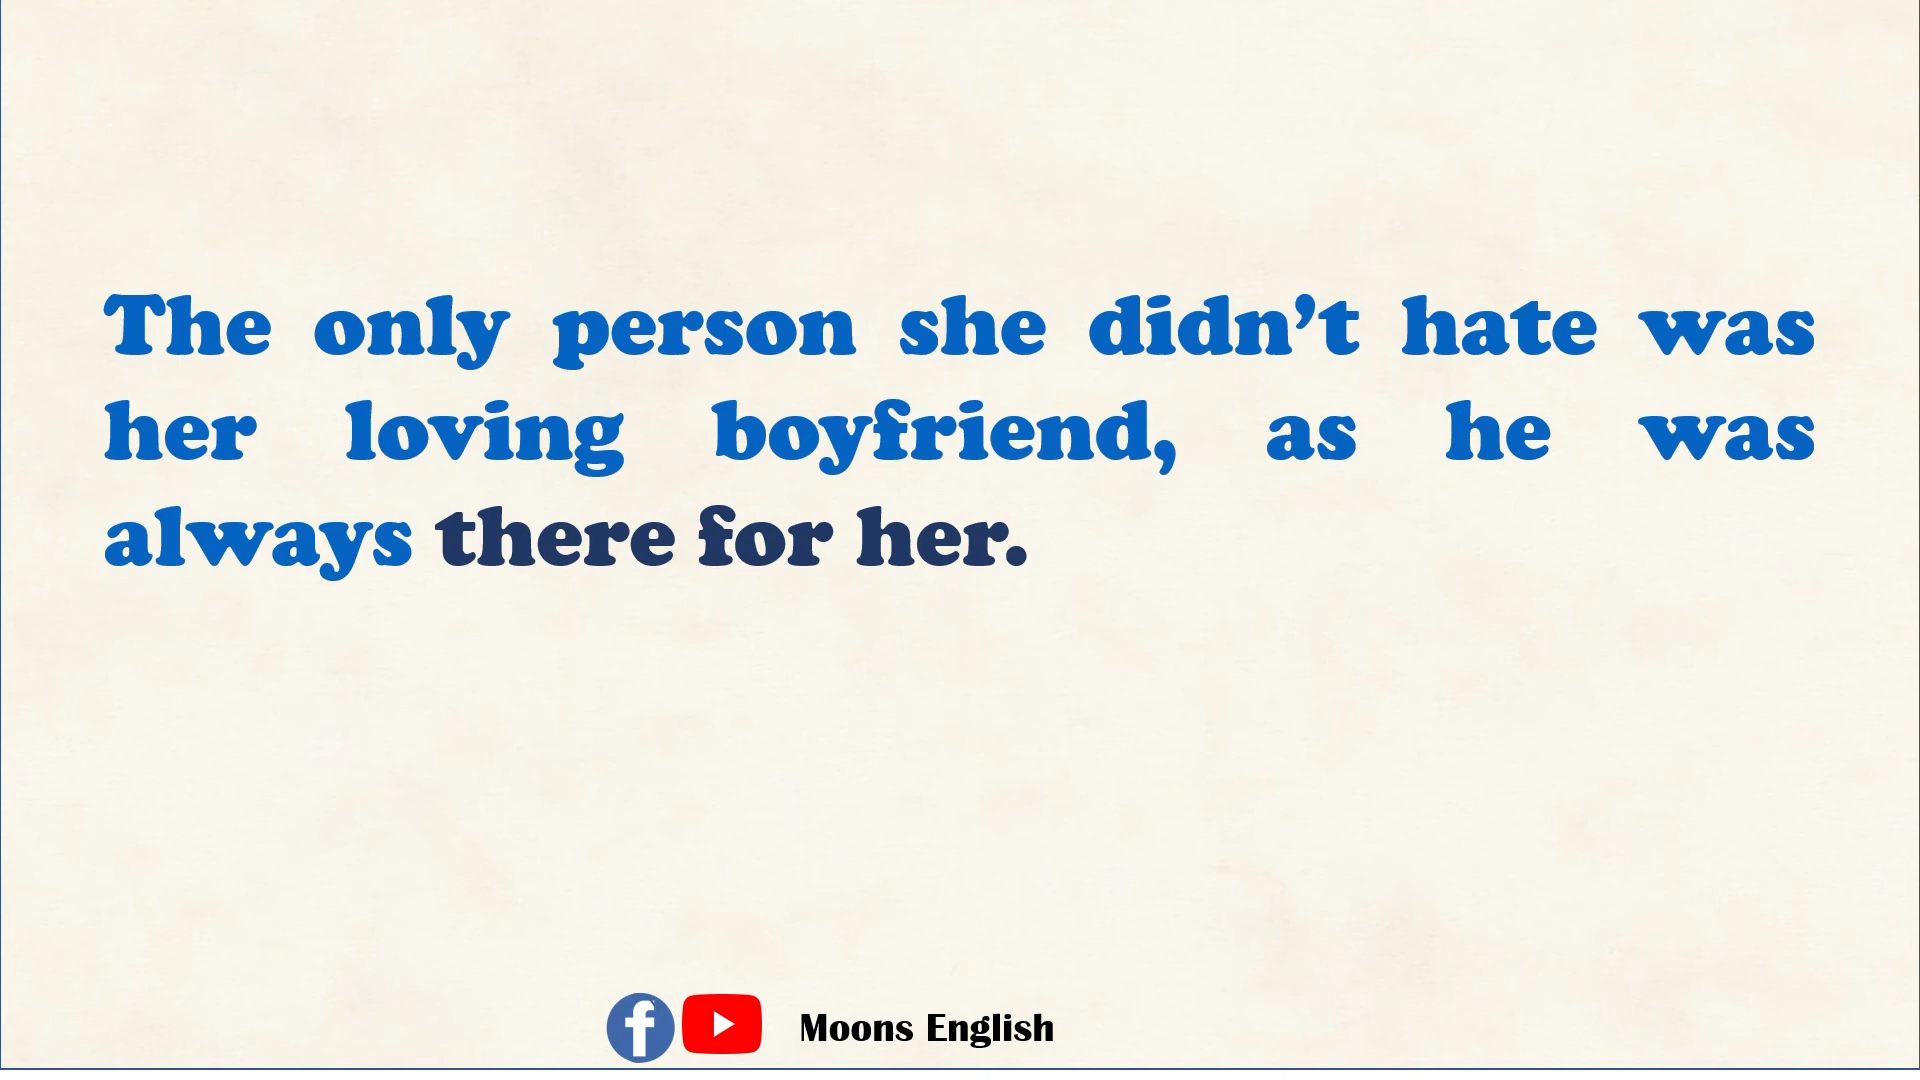 The only person she didn’t hate was
her loving boyfriend, as he was
always there for her.
Moons English